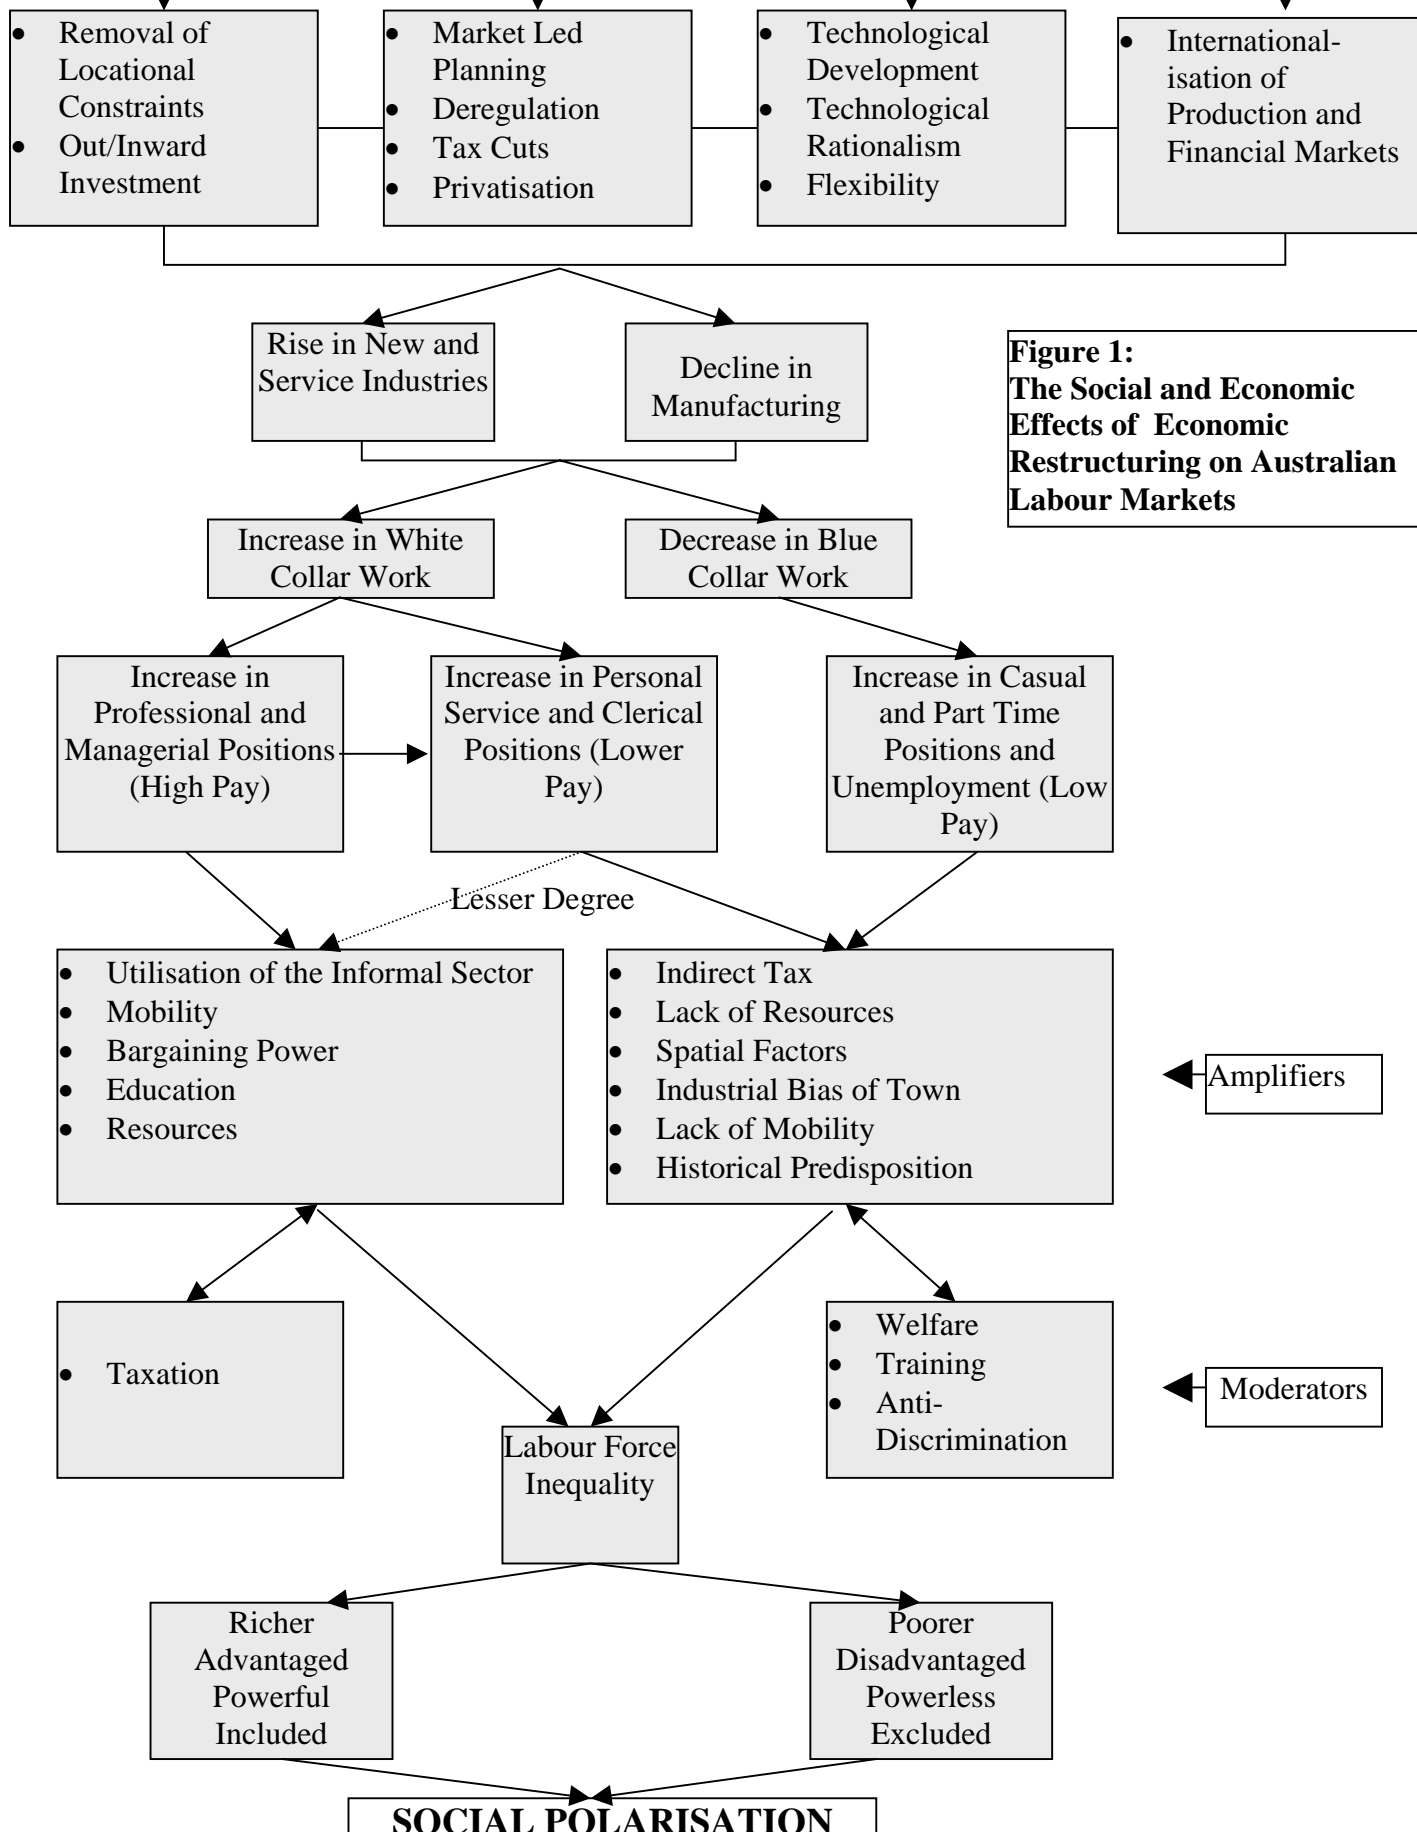 • Removal of
Locational
Constraints
• Out/Inward
Investment
• Market Led
Planning
• Deregulation
• Tax Cuts
• Privatisation
• Technological
Development
• Technological
Rationalism
• Flexibility
• International-
isation of
Production and
Financial Markets
Rise in New and
Service Industries
Decline in
Manufacturing
Figure 1:
The Social and Economic
Effects of Economic
Restructuring on Australian
Labour Markets
Increase in White
Collar Work
Decrease in Blue
Collar Work
Increase in
Professional and
Managerial Positions
(High Pay)
Increase in Personal
Service and Clerical
Positions (Lower
Pay)
Increase in Casual
and Part Time
Positions and
Unemployment (Low
Pay)
Lesser Degree
• Utilisation of the Informal Sector
• Mobility
• Bargaining Power
• Education
• Resources
• Indirect Tax
• Lack of Resources
• Spatial Factors
• Industrial Bias of Town
• Lack of Mobility
• Historical Predisposition
Amplifiers
• Taxation
• Welfare
• Training
• Anti-
Discrimination
Moderators
Labour Force
Inequality
Richer
Advantaged
Powerful
Included
Poorer
Disadvantaged
Powerless
Excluded
SOCIAL POLARISATION